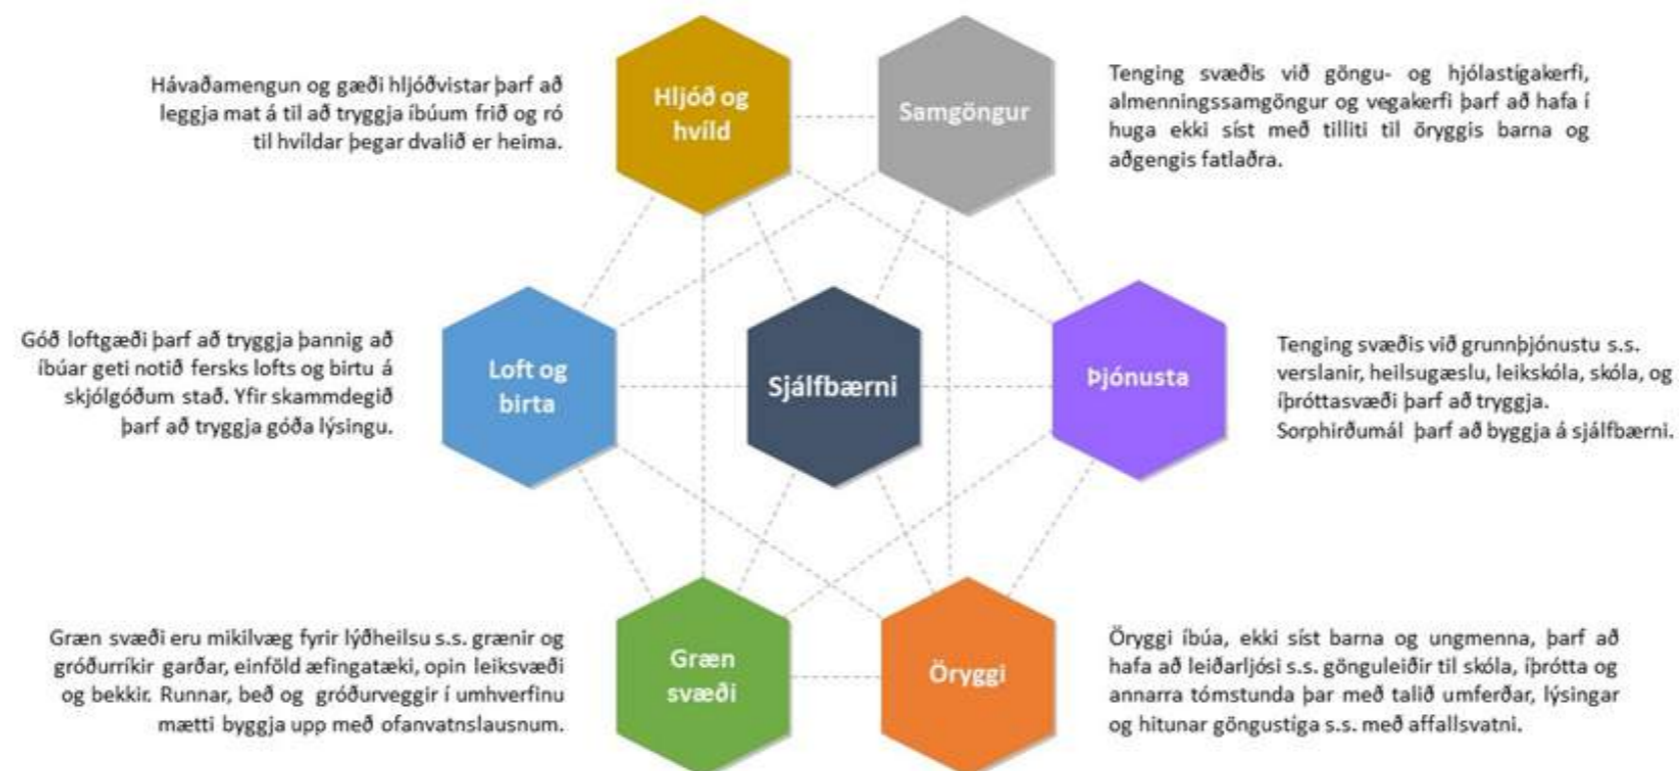 Hávaðamengun og gæði hljóðvistar þarf að
leggja mat á til að tryggja íbúum frið og ró
til hvíldar þegar dvalið er heima.
Hljóð og
hvíld
Samgöngur
Tenging svæðis við göngu- og hjólastígakerfi,
almenningssamgöngur og vegakerfi þarf að hafa í
huga ekki síst með tilliti til öryggis barna og
aðgengis fatlaðra.
Góð loftgæði þarf að tryggja þannig að
íbúar geti notið fersks lofts og birtu á
skjólgóðum stað. Yfir skammdegið
þarf að tryggja góða lýsingu.
Loft og
birta
Sjálfbærni
Þjónusta
Tenging svæðis við grunnþjónustu s.s.
verslanir, heilsugæslu, leikskóla, skóla, og
íþróttasvæði þarf að tryggja.
Sorphirðumál þarf að byggja á sjálfbærni.
Græn svæði eru mikilvæg fyrir lýðheilsu s.s. grænir og
gróðurríkir garðar, einföld æfingatæki, opin leiksvæði
og bekkir. Runnar, beð og gróðurveggir í umhverfinu
mætti byggja upp með ofanvatnslausnum.
Græn
svæði
Öryggi
Öryggi íbúa, ekki síst barna og ungmenna, þarf að
hafa að leiðarljósi s.s. gönguleiðir til skóla, íþrótta og
annarra tómstunda þar með talið umferðar, lýsingar
og hitunar göngustíga s.s. með affallsvatni.